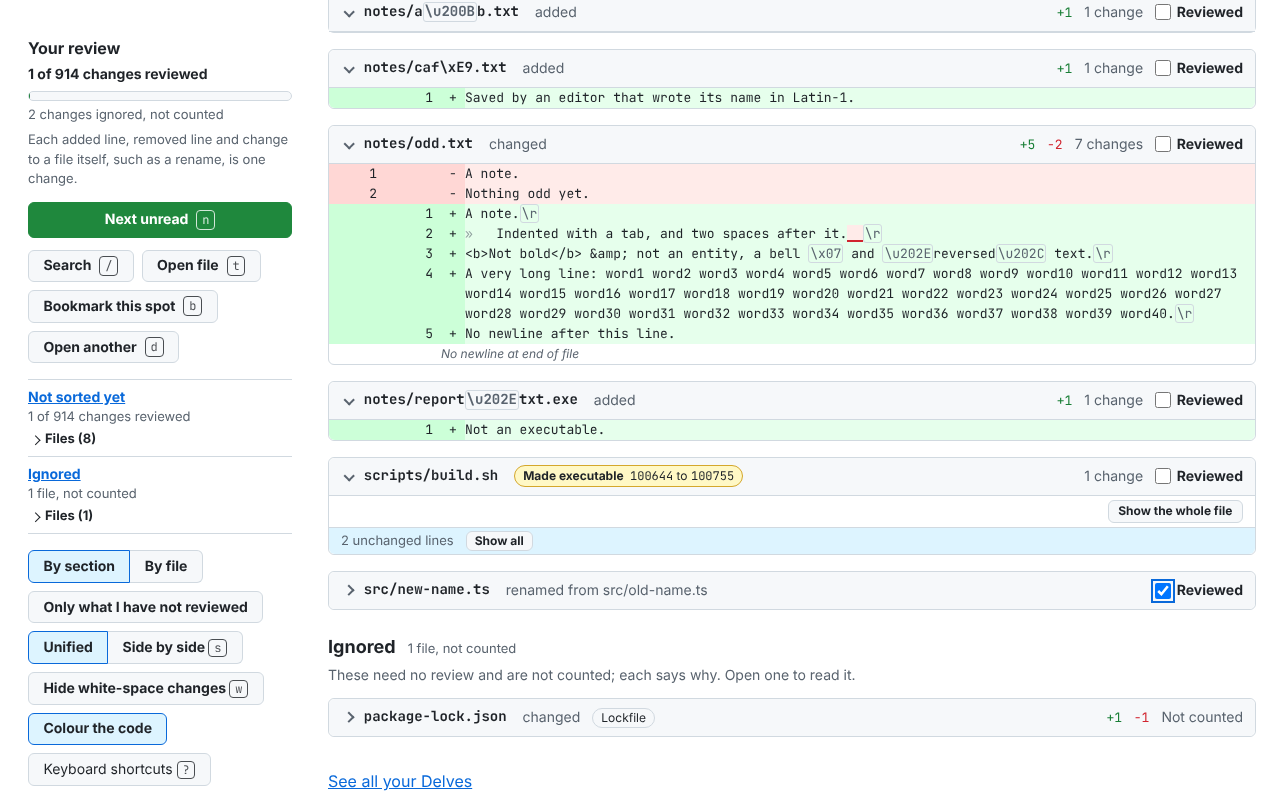 Your review
1 of 914 changes reviewed
2 changes ignored, not counted
Each added line, removed line and change
to a file itself, such as a rename, is one
change.
Next unread n
Search /
Open file t
Bookmark this spot b
Open another d
Not sorted yet
1 of 914 changes reviewed
Files (8)
Ignored
1 file, not counted
Files (1)
By section
By file
Only what I have not reviewed
Unified
Side by side s
Hide white-space changes w
Colour the code
Keyboard shortcuts ?
notes/a\u200Bb.txt added +1 1 change Reviewed
notes/caf\xE9.txt added +1 1 change Reviewed
1 + Saved by an editor that wrote its name in Latin-1.
notes/odd.txt changed +5 -2 7 changes Reviewed
1 - A note.
2 - Nothing odd yet.
1 + A note.\r
2 + » Indented with a tab, and two spaces after it. \r
3 + <b>Not bold</b> &amp; not an entity, a bell \x07 and \u202Ereversed\u202C text.\r
4 + A very long line: word1 word2 word3 word4 word5 word6 word7 word8 word9 word10 word11 word12 word13
word14 word15 word16 word17 word18 word19 word20 word21 word22 word23 word24 word25 word26 word27
word28 word29 word30 word31 word32 word33 word34 word35 word36 word37 word38 word39 word40.\r
5 + No newline after this line.
No newline at end of file
notes/report\u202Etxt.exe added +1 1 change Reviewed
1 + Not an executable.
scripts/build.sh Made executable 100644 to 100755 1 change Reviewed
Show the whole file
2 unchanged lines Show all
src/new-name.ts renamed from src/old-name.ts Reviewed
Ignored 1 file, not counted
These need no review and are not counted; each says why. Open one to read it.
package-lock.json changed Lockfile +1 -1 Not counted
See all your Delves